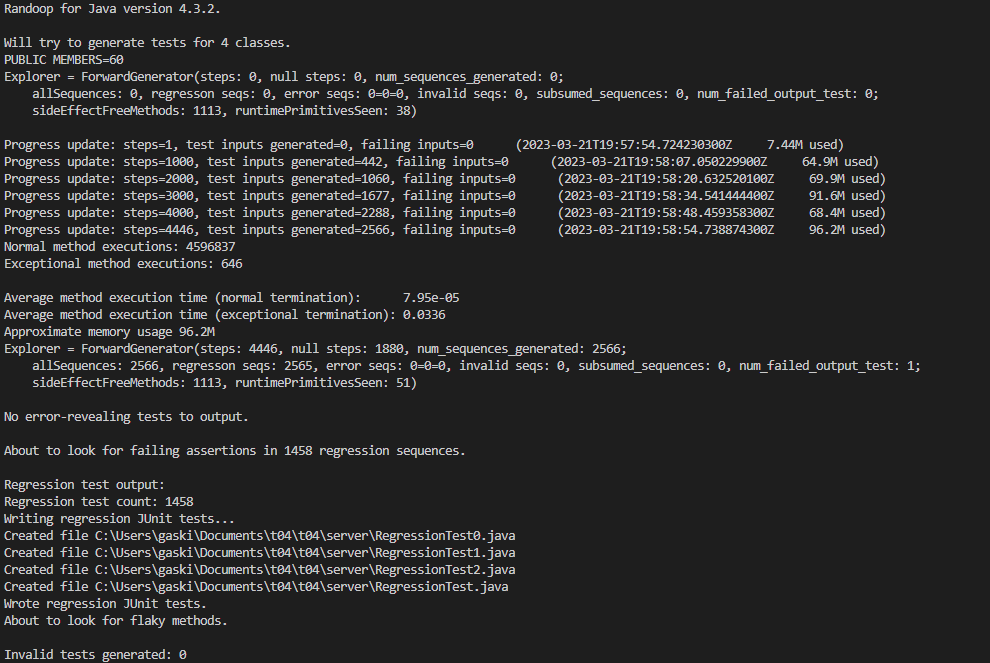 Randoop for Java version 4.3.2.
Will try to generate tests for 4 classes.
PUBLIC MEMBERS=60
Explorer = ForwardGenerator(steps: 0, null steps: 0, num_sequences_generated: 0;
    allSequences: 0, regresson seqs: 0, error seqs: 0=0=0, invalid seqs: 0, subsumed_sequences: 0, num_failed_output_test: 0;
    sideEffectFreeMethods: 1113, runtimePrimitivesSeen: 38)
Progress update: steps=1, test inputs generated=0, failing inputs=0      (2023-03-21T19:57:54.724230300Z     7.44M used)
Progress update: steps=1000, test inputs generated=442, failing inputs=0      (2023-03-21T19:58:07.050229900Z     64.9M used)
Progress update: steps=2000, test inputs generated=1060, failing inputs=0      (2023-03-21T19:58:20.632520100Z     69.9M used)
Progress update: steps=3000, test inputs generated=1677, failing inputs=0      (2023-03-21T19:58:34.541444400Z     91.6M used)
Progress update: steps=4000, test inputs generated=2288, failing inputs=0      (2023-03-21T19:58:48.459358300Z     68.4M used)
Progress update: steps=4446, test inputs generated=2566, failing inputs=0      (2023-03-21T19:58:54.738874300Z     96.2M used)
Normal method executions: 4596837
Exceptional method executions: 646
Average method execution time (normal termination):      7.95e-05
Average method execution time (exceptional termination): 0.0336
Approximate memory usage 96.2M
Explorer = ForwardGenerator(steps: 4446, null steps: 1880, num_sequences_generated: 2566;
    allSequences: 2566, regresson seqs: 2565, error seqs: 0=0=0, invalid seqs: 0, subsumed_sequences: 0, num_failed_output_test: 1;
    sideEffectFreeMethods: 1113, runtimePrimitivesSeen: 51)
No error-revealing tests to output.
About to look for failing assertions in 1458 regression sequences.
Regression test output:
Regression test count: 1458
Writing regression JUnit tests...
Created file C:\Users\gaski\Documents\t04\t04\server\RegressionTest0.java
Created file C:\Users\gaski\Documents\t04\t04\server\RegressionTest1.java
Created file C:\Users\gaski\Documents\t04\t04\server\RegressionTest2.java
Created file C:\Users\gaski\Documents\t04\t04\server\RegressionTest.java
Wrote regression JUnit tests.
About to look for flaky methods.
Invalid tests generated: 0